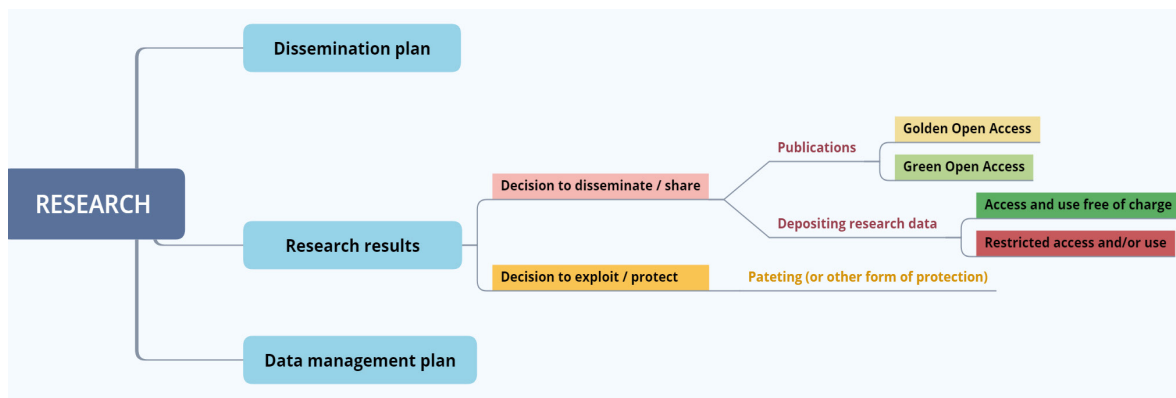 RESEARCH
Dissemination plan
Research results
Decision to disseminate / share
Publications
Golden Open Access
Green Open Access
Depositing research data
Access and use free of charge
Restricted access and/or use
Decision to exploit / protect
Pateting (or other form of protection)
Data management plan